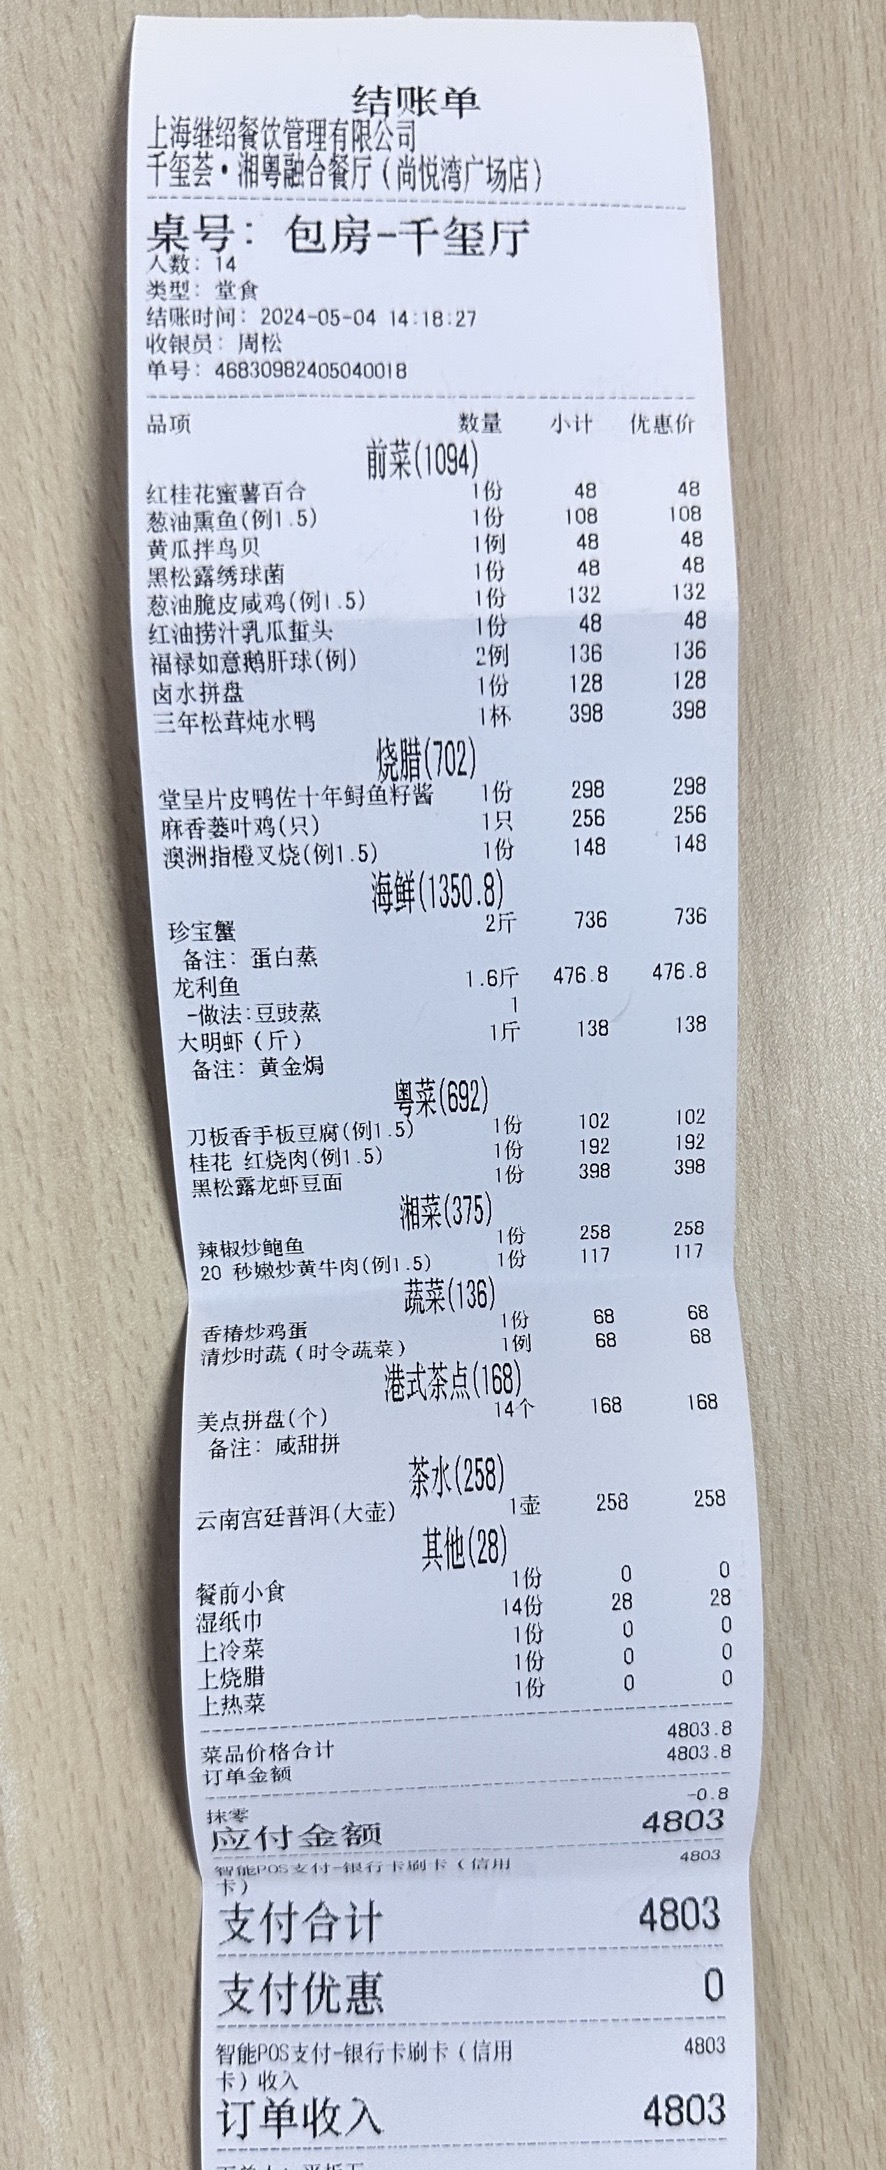 结账单
上海继绍餐饮管理有限公司
千玺荟·湘粤融合餐厅(尚悦湾广场店)
桌号: 包房-千玺厅
人数: 14
类型: 堂食
结账时间: 2024-05-04 14:18:27
收银员: 周松
单号: 46830982405040018
品项 数量 小计 优惠价
前菜(1094)
红桂花蜜薯百合 1份 48 48
葱油熏鱼(例1.5) 1份 108 108
黄瓜拌鸟贝 1例 48 48
黑松露绣球菌 1份 48 48
葱油脆皮咸鸡(例1.5) 1份 132 132
红油捞汁乳瓜蜇头 1份 48 48
福禄如意鹅肝球(例) 2例 136 136
卤水拼盘 1份 128 128
三年松茸炖水鸭 1杯 398 398
烧腊(702)
堂呈片皮鸭佐十年鲟鱼籽酱 1份 298 298
麻香蒌叶鸡(只) 1只 256 256
澳洲指橙叉烧(例1.5) 1份 148 148
海鲜(1350.8)
珍宝蟹 2斤 736 736
备注: 蛋白蒸
龙利鱼 1.6斤 476.8 476.8
-做法:豆豉蒸 1
大明虾(斤) 1斤 138 138
备注: 黄金焗
粤菜(692)
刀板香手板豆腐(例1.5) 1份 102 102
桂花 红烧肉(例1.5) 1份 192 192
黑松露龙虾豆面 1份 398 398
湘菜(375)
辣椒炒鲍鱼 1份 258 258
20 秒嫩炒黄牛肉(例1.5) 1份 117 117
蔬菜(136)
香椿炒鸡蛋 1份 68 68
清炒时蔬(时令蔬菜) 1例 68 68
港式茶点(168)
美点拼盘(个) 14个 168 168
备注: 咸甜拼
茶水(258)
云南宫廷普洱(大壶) 1壶 258 258
其他(28)
餐前小食 1份 0 0
湿纸巾 14份 28 28
上冷菜 1份 0 0
上烧腊 1份 0 0
上热菜 1份 0 0
菜品价格合计 4803.8
订单金额 4803.8
抹零 -0.8
应付金额 4803
智能POS支付-银行卡刷卡(信用 4803
卡)
支付合计 4803
支付优惠 0
智能POS支付-银行卡刷卡(信用 4803
卡)收入
订单收入 4803